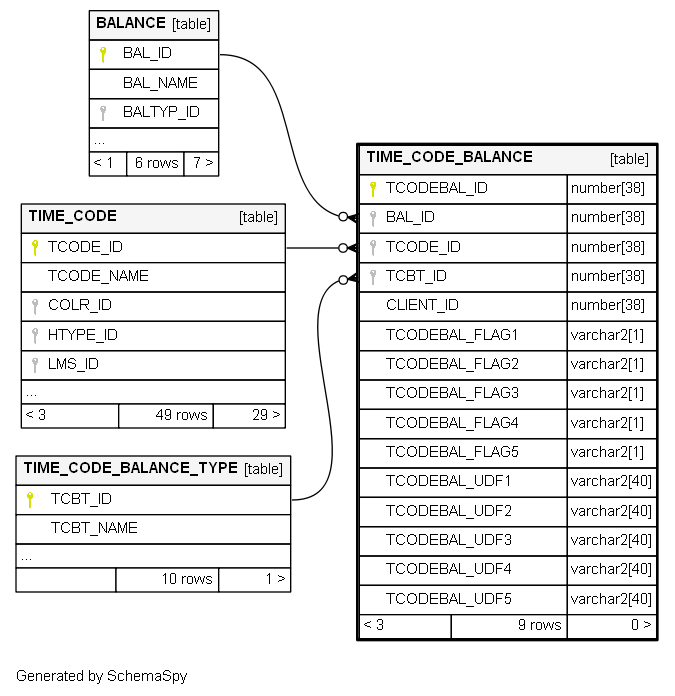 BALANCE [table]
BAL_ID
BAL_NAME
BALTYP_ID
...
< 1 6 rows 7 >
TIME_CODE [table]
TCODE_ID
TCODE_NAME
COLR_ID
HTYPE_ID
LMS_ID
...
< 3 49 rows 29 >
TIME_CODE_BALANCE_TYPE [table]
TCBT_ID
TCBT_NAME
...
10 rows 1 >
TIME_CODE_BALANCE [table]
TCODEBAL_ID number[38]
BAL_ID number[38]
TCODE_ID number[38]
TCBT_ID number[38]
CLIENT_ID number[38]
TCODEBAL_FLAG1 varchar2[1]
TCODEBAL_FLAG2 varchar2[1]
TCODEBAL_FLAG3 varchar2[1]
TCODEBAL_FLAG4 varchar2[1]
TCODEBAL_FLAG5 varchar2[1]
TCODEBAL_UDF1 varchar2[40]
TCODEBAL_UDF2 varchar2[40]
TCODEBAL_UDF3 varchar2[40]
TCODEBAL_UDF4 varchar2[40]
TCODEBAL_UDF5 varchar2[40]
< 3 9 rows 0 >
Generated by SchemaSpy